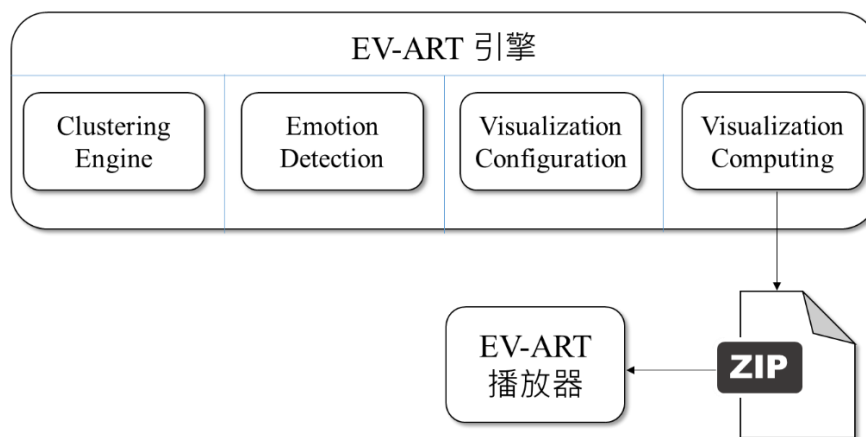 EV-ART 引擎
Clustering
Engine
Emotion
Detection
Visualization
Configuration
Visualization
Computing
EV-ART
播放器
ZIP